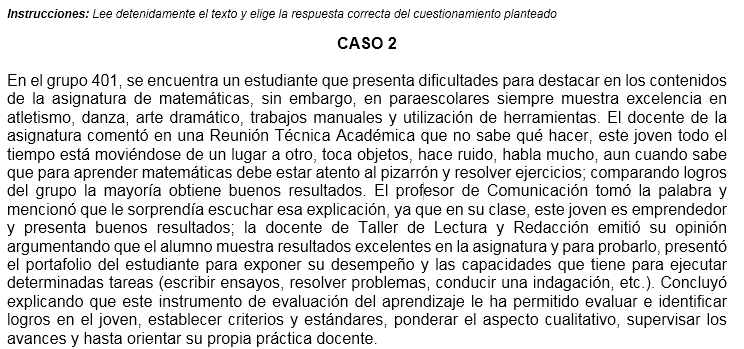 Instrucciones: Lee detenidamente el texto y elige la respuesta correcta del cuestionamiento planteado
CASO 2
En el grupo 401, se encuentra un estudiante que presenta dificultades para destacar en los contenidos
de la asignatura de matemáticas, sin embargo, en paraescolares siempre muestra excelencia en
atletismo, danza, arte dramático, trabajos manuales y utilización de herramientas. El docente de la
asignatura comentó en una Reunión Técnica Académica que no sabe qué hacer, este joven todo el
tiempo está moviéndose de un lugar a otro, toca objetos, hace ruido, habla mucho, aun cuando sabe
que para aprender matemáticas debe estar atento al pizarrón y resolver ejercicios; comparando logros
del grupo la mayoría obtiene buenos resultados. El profesor de Comunicación tomó la palabra y
mencionó que le sorprendía escuchar esa explicación, ya que en su clase, este joven es emprendedor
y presenta buenos resultados; la docente de Taller de Lectura y Redacción emitió su opinión
argumentando que el alumno muestra resultados excelentes en la asignatura y para probarlo, presentó
el portafolio del estudiante para exponer su desempeño y las capacidades que tiene para ejecutar
determinadas tareas (escribir ensayos, resolver problemas, conducir una indagación, etc.). Concluyó
explicando que este instrumento de evaluación del aprendizaje le ha permitido evaluar e identificar
logros en el joven, establecer criterios y estándares, ponderar el aspecto cualitativo, supervisar los
avances y hasta orientar su propia práctica docente.